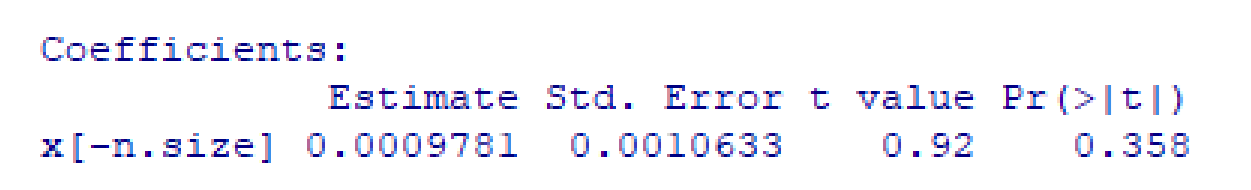 Coefficients:
Estimate Std. Error t value Pr(>|t|)
x[-n.size] 0.0009781 0.0010633 0.92 0.358